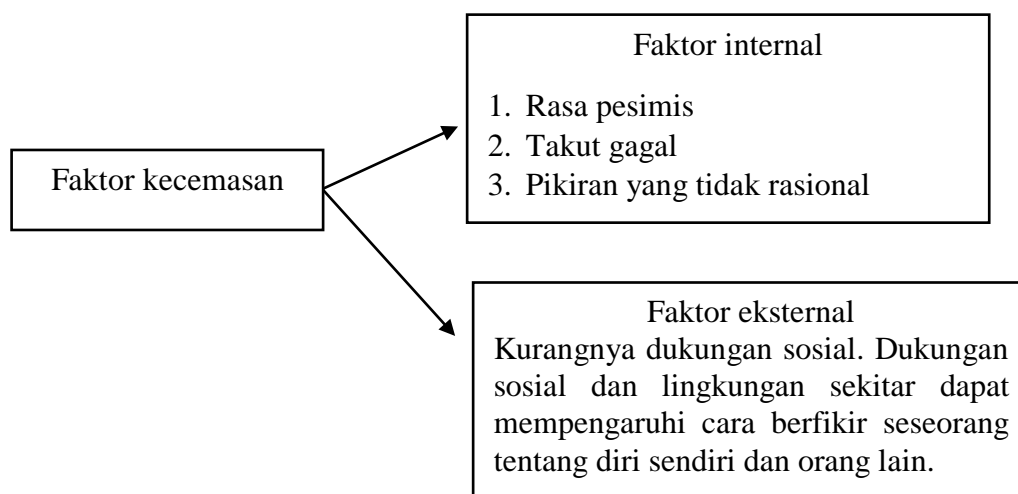 Faktor kecemasan
Faktor internal
1. Rasa pesimis
2. Takut gagal
3. Pikiran yang tidak rasional
Faktor eksternal
Kurangnya dukungan sosial. Dukungan
sosial dan lingkungan sekitar dapat
mempengaruhi cara berfikir seseorang
tentang diri sendiri dan orang lain.